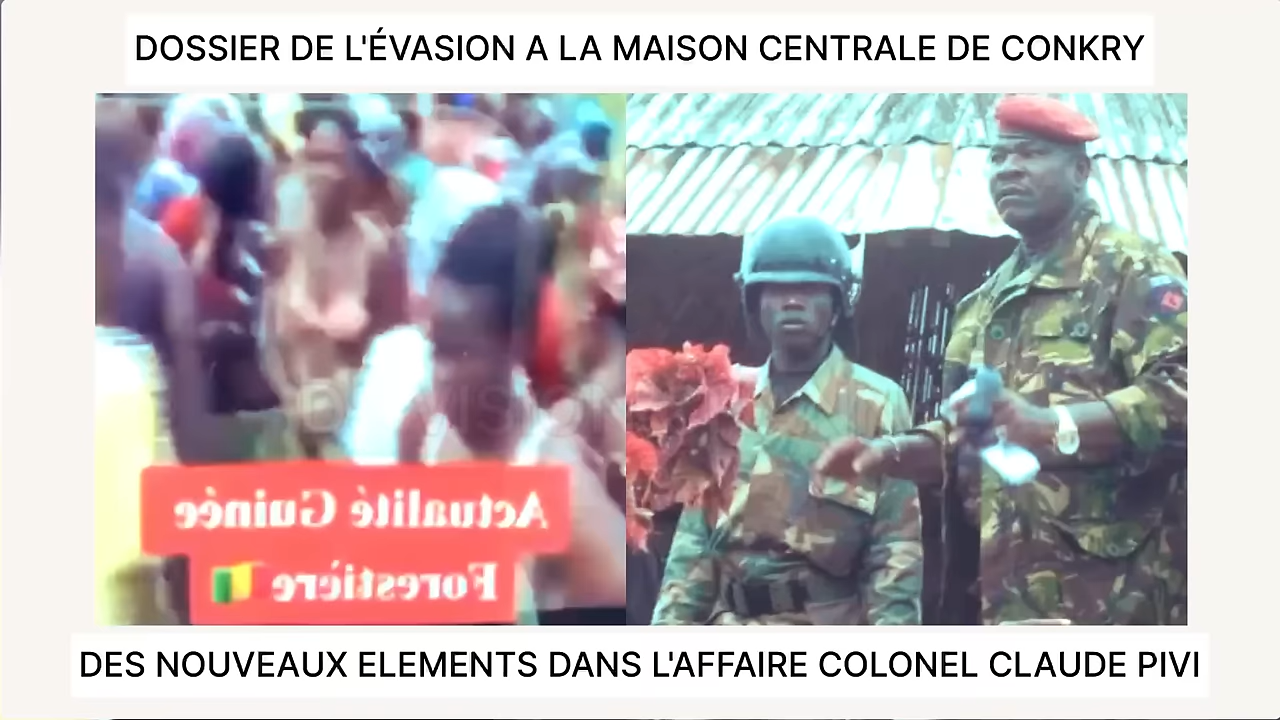 DOSSIER DE L'ÉVASION A LA MAISON CENTRALE DE CONKRY
Actualité Guinée
Forestière
DES NOUVEAUX ELEMENTS DANS L'AFFAIRE COLONEL CLAUDE PIVI